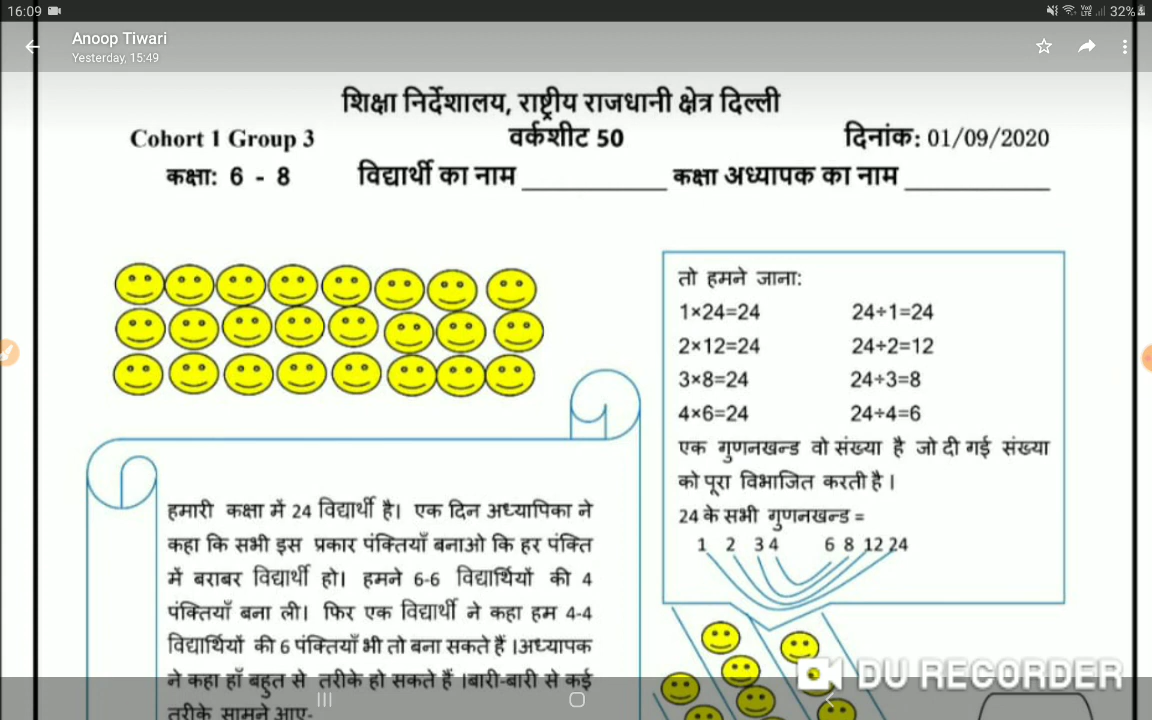 16:09
32%
Anoop Tiwari
Yesterday, 15:49
शिक्षा निर्देशालय, राष्ट्रीय राजधानी क्षेत्र दिल्ली
Cohort 1 Group 3 वर्कशीट 50 दिनांक: 01/09/2020
कक्षा: 6 - 8 विद्यार्थी का नाम __________ कक्षा अध्यापक का नाम __________
तो हमने जाना:
1×24=24 24÷1=24
2×12=24 24÷2=12
3×8=24 24÷3=8
4×6=24 24÷4=6
एक गुणनखन्ड वो संख्या है जो दी गई संख्या
को पूरा विभाजित करती है।
24 के सभी गुणनखन्ड =
1 2 3 4 6 8 12 24
हमारी कक्षा में 24 विद्यार्थी है। एक दिन अध्यापिका ने
कहा कि सभी इस प्रकार पंक्तियाँ बनाओ कि हर पंक्ति
में बराबर विद्यार्थी हो। हमने 6-6 विद्यार्थियों की 4
पंक्तियाँ बना ली। फिर एक विद्यार्थी ने कहा हम 4-4
विद्यार्थियों की 6 पंक्तियाँ भी तो बना सकते हैं।अध्यापक
ने कहा हाँ बहुत से तरीके हो सकते हैं।बारी-बारी से कई
तरीके सामने आए-
DU RECORDER